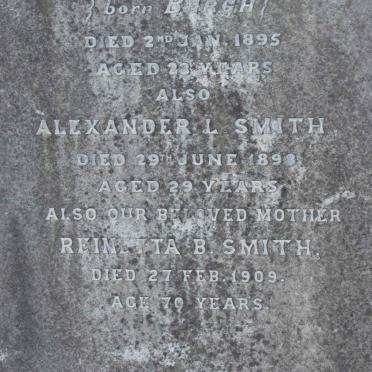 {born BURGH}
DIED 2ND JAN. 1895
AGED 23 YEARS
ALSO
ALEXANDER L SMITH.
DIED 29TH JUNE 1898
AGED 29 YEARS
ALSO OUR BELOVED MOTHER
REINETTA B. SMITH,
DIED 27 FEB. 1909.
AGE 70 YEARS.